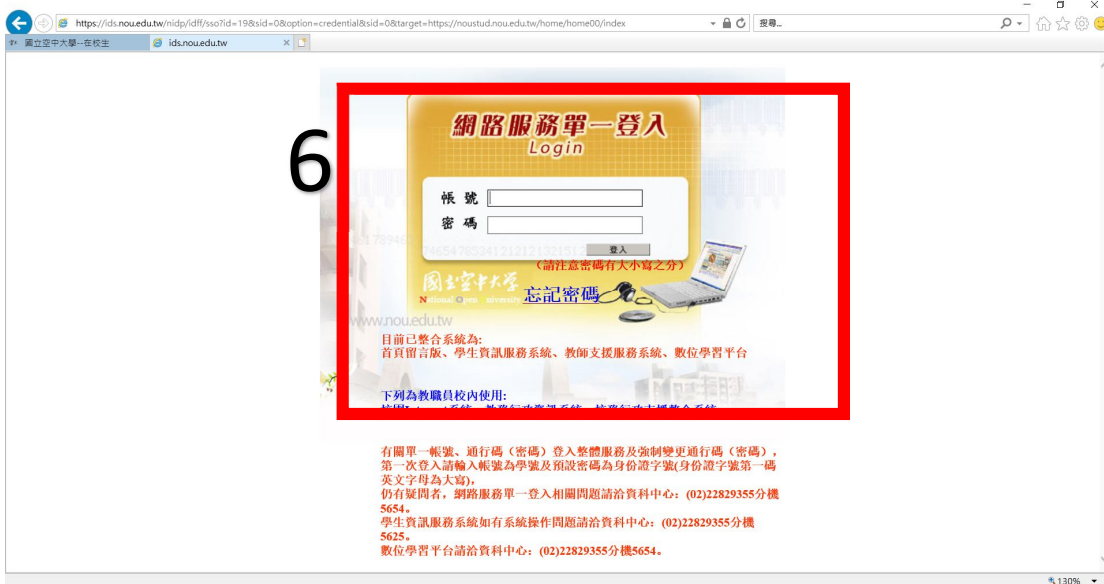 https://ids.nou.edu.tw/nidp/idff/sso?id=19&sid=0&option=credential&sid=0&target=https://noustud.nou.edu.tw/home/home00/index
搜尋...
國立空中大學--在校生
ids.nou.edu.tw
6
網路服務單一登入
Login
帳 號
密 碼
登入
(請注意密碼有大小寫之分)
國立空中大學
National Open University
忘記密碼
www.nou.edu.tw
目前已整合系統為:
首頁留言版、學生資訊服務系統、教師支援服務系統、數位學習平台
下列為教職員校內使用:
有關單一帳號、通行碼（密碼）登入整體服務及強制變更通行碼（密碼）,
第一次登入請輸入帳號為學號及預設密碼為身份證字號(身份證字號第一碼
英文字母為大寫),
仍有疑問者，網路服務單一登入相關問題請洽資科中心：(02)22829355分機
5654。
學生資訊服務系統如有系統操作問題請洽資科中心：(02)22829355分機
5625。
數位學習平台請洽資科中心：(02)22829355分機5654。
130%